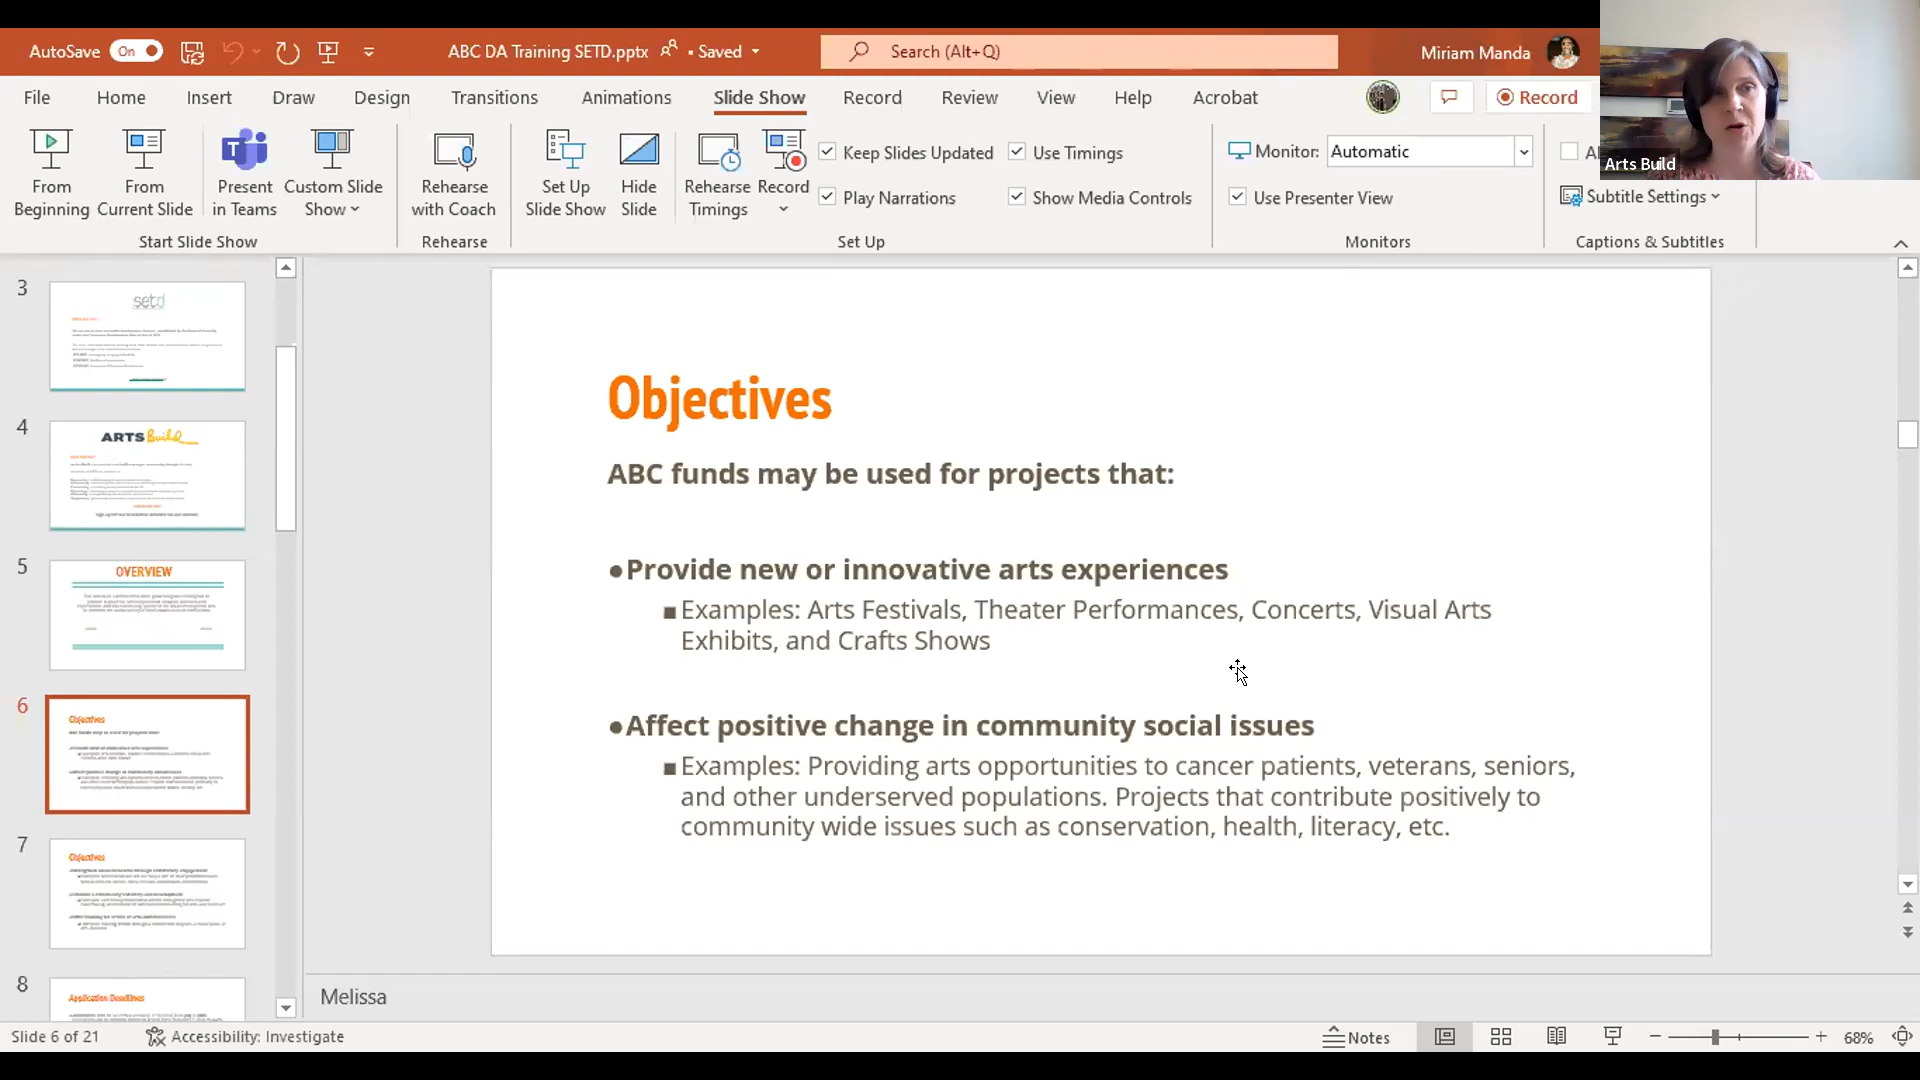 AutoSave On ABC DA Training SETD.pptx • Saved Search (Alt+Q) Miriam Manda
File Home Insert Draw Design Transitions Animations Slide Show Record Review View Help Acrobat Record
Arts Build
From Beginning
From Current Slide
Present in Teams
Custom Slide Show
Rehearse with Coach
Set Up Slide Show
Hide Slide
Rehearse Timings
Record
Keep Slides Updated
Play Narrations
Use Timings
Show Media Controls
Monitor: Automatic
Use Presenter View
Subtitle Settings
Start Slide Show Rehearse Set Up Monitors Captions & Subtitles
3
setd
4
ARTS Build
5
OVERVIEW
6
Objectives
7
Objectives
8
Application Deadlines
Objectives
ABC funds may be used for projects that:
●Provide new or innovative arts experiences
■Examples: Arts Festivals, Theater Performances, Concerts, Visual Arts
Exhibits, and Crafts Shows
●Affect positive change in community social issues
■Examples: Providing arts opportunities to cancer patients, veterans, seniors,
and other underserved populations. Projects that contribute positively to
community wide issues such as conservation, health, literacy, etc.
Melissa
Slide 6 of 21 Accessibility: Investigate Notes 68%